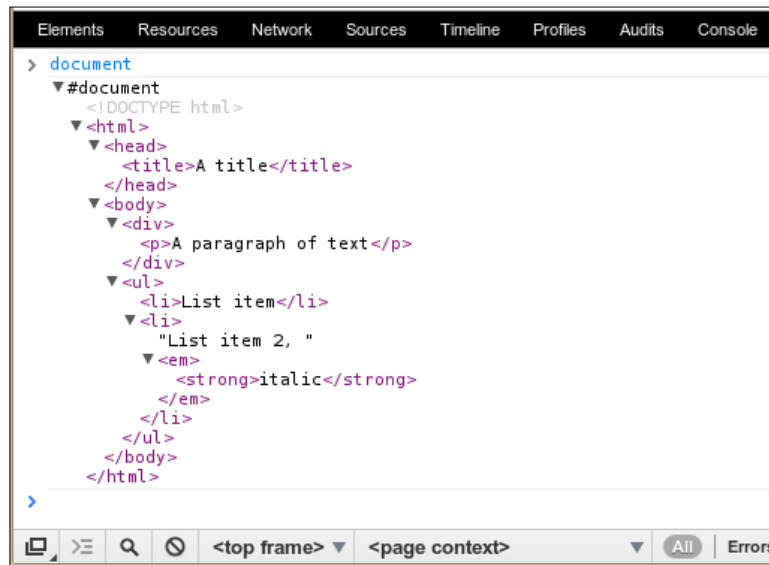 Elements Resources Network Sources Timeline Profiles Audits Console
> document
▼#document
<!DOCTYPE html>
▼<html>
▼<head>
<title>A title</title>
</head>
▼<body>
▼<div>
<p>A paragraph of text</p>
</div>
▼<ul>
<li>List item</li>
▼<li>
"List item 2, "
▼<em>
<strong>italic</strong>
</em>
</li>
</ul>
</body>
</html>
>
<top frame> ▼ <page context> ▼ All Errors